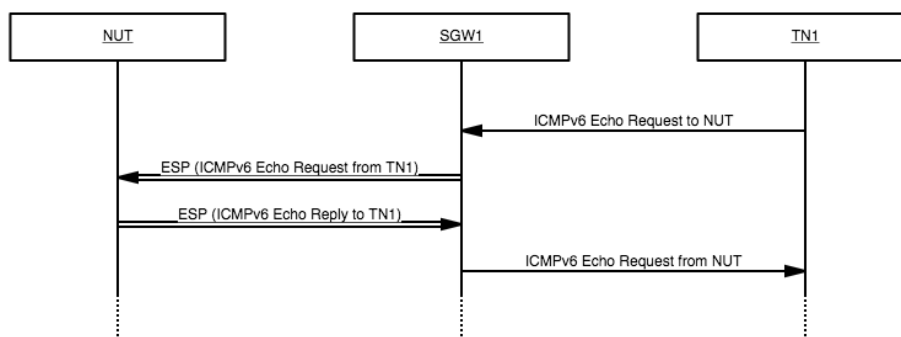 NUT
SGW1
TN1
ICMPv6 Echo Request to NUT
ESP (ICMPv6 Echo Request from TN1)
ESP (ICMPv6 Echo Reply to TN1)
ICMPv6 Echo Request from NUT